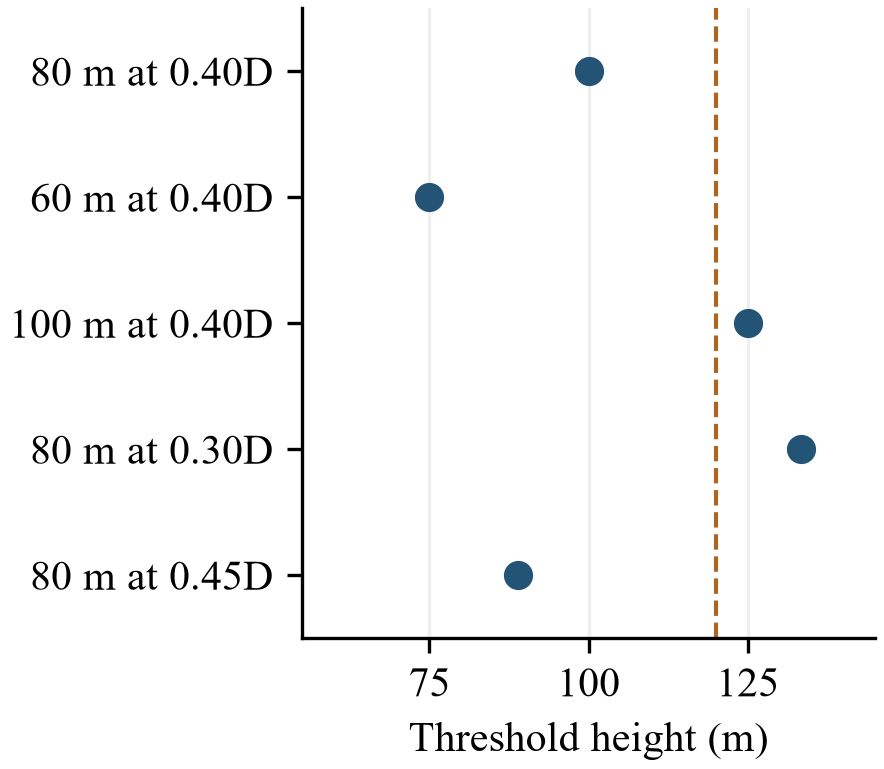 80 m at 0.40D
60 m at 0.40D
100 m at 0.40D
80 m at 0.30D
80 m at 0.45D
75 100 125
Threshold height (m)